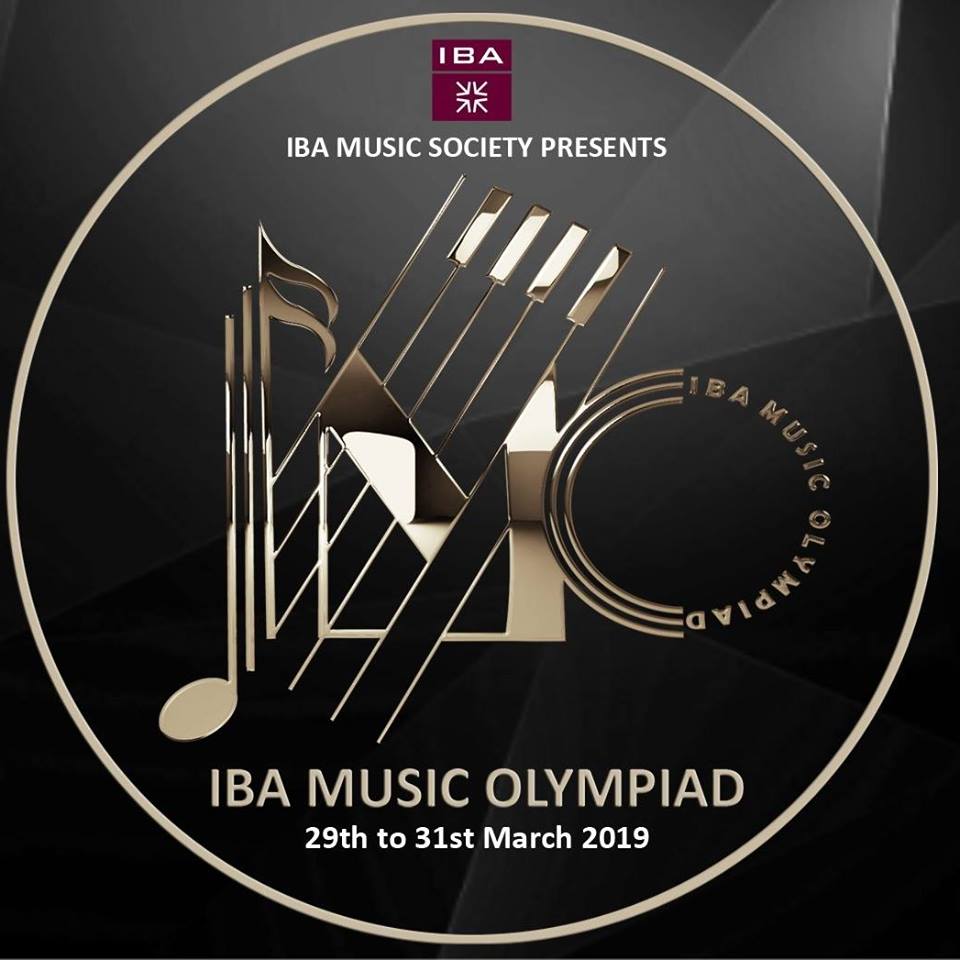 IBA
IBA MUSIC SOCIETY PRESENTS
IBA MUSIC OLYMPIAD
IBA MUSIC OLYMPIAD
29th to 31st March 2019